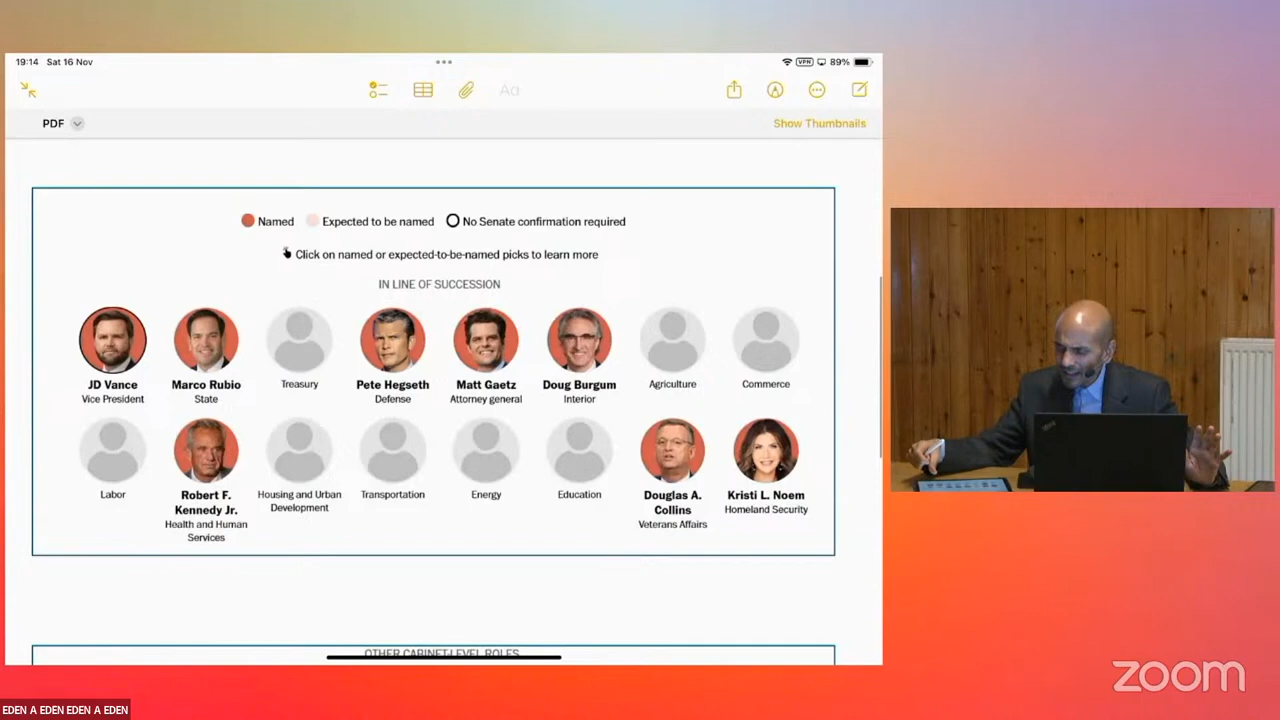 19:14 Sat 16 Nov
VPN 89%
Aa
PDF
Show Thumbnails
Named Expected to be named No Senate confirmation required
Click on named or expected-to-be-named picks to learn more
IN LINE OF SUCCESSION
JD Vance
Vice President
Marco Rubio
State
Treasury
Pete Hegseth
Defense
Matt Gaetz
Attorney general
Doug Burgum
Interior
Agriculture
Commerce
Labor
Robert F.
Kennedy Jr.
Health and Human
Services
Housing and Urban
Development
Transportation
Energy
Education
Douglas A.
Collins
Veterans Affairs
Kristi L. Noem
Homeland Security
OTHER CABINET-LEVEL ROLES
zoom
EDEN A EDEN EDEN A EDEN